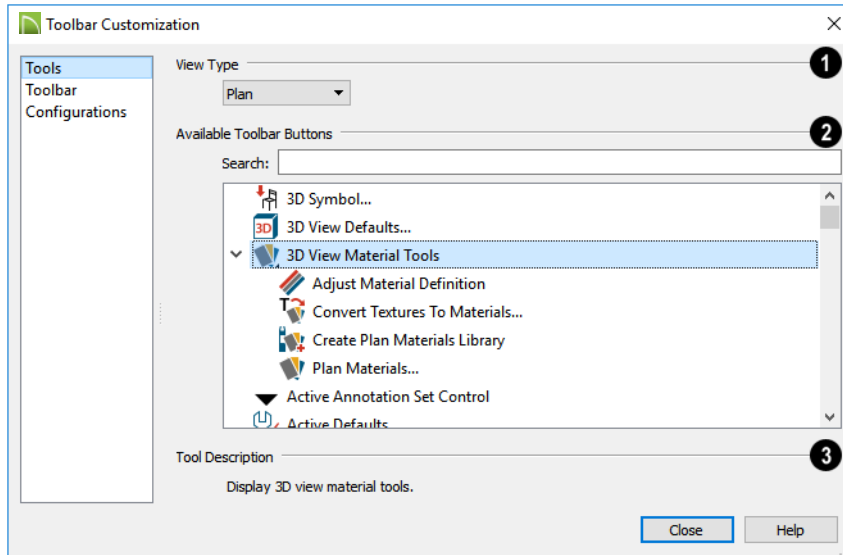 Toolbar Customization
Tools
Toolbar
Configurations
View Type
1
Plan
Available Toolbar Buttons
2
Search:
3D Symbol...
3D
3D View Defaults...
3D View Material Tools
Adjust Material Definition
T
Convert Textures To Materials...
Create Plan Materials Library
Plan Materials...
Active Annotation Set Control
Active Defaults
Tool Description
3
Display 3D view material tools.
Close
Help